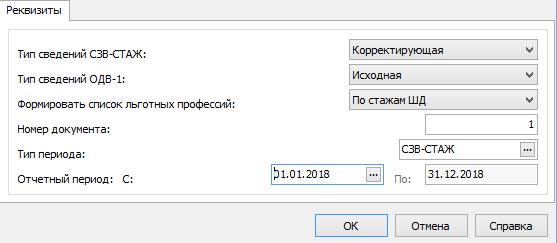 Реквизиты
Тип сведений СЗВ-СТАЖ: Корректирующая
Тип сведений ОДВ-1: Исходная
Формировать список льготных профессий: По стажам ШД
Номер документа: 1
Тип периода: СЗВ-СТАЖ ...
Отчетный период: С: 01.01.2018 ... По: 31.12.2018
ОК Отмена Справка